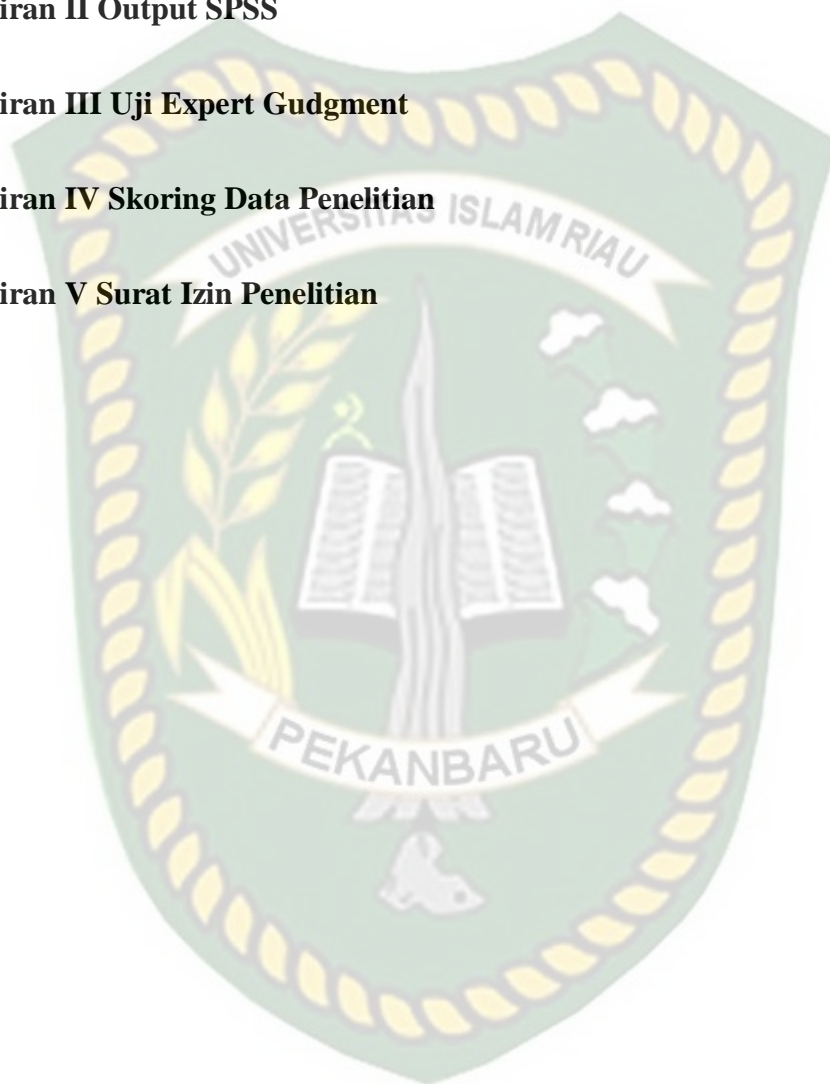 iran II Output SPSS
iran III Uji Expert Gudgment
iran IV Skoring Data Penelitian
iran V Surat Izin Penelitian
UNIVERSITAS ISLAM RIAU
PEKANBARU